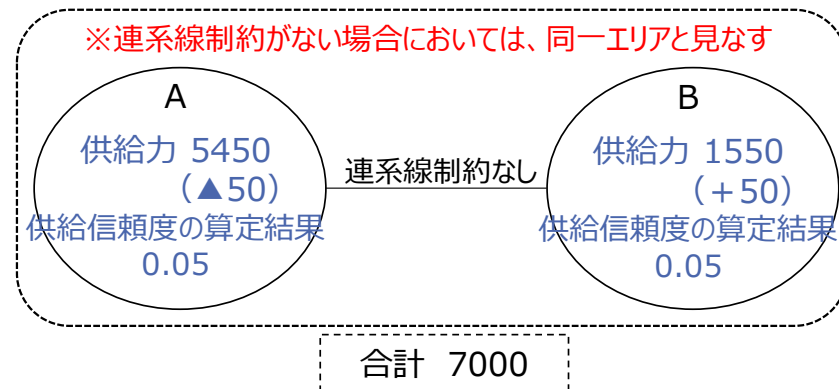 ※連系線制約がない場合においては、同一エリアと見なす
A
供給力 5450
（▲50）
供給信頼度の算定結果
0.05
連系線制約なし
B
供給力 1550
（＋50）
供給信頼度の算定結果
0.05
合計 7000